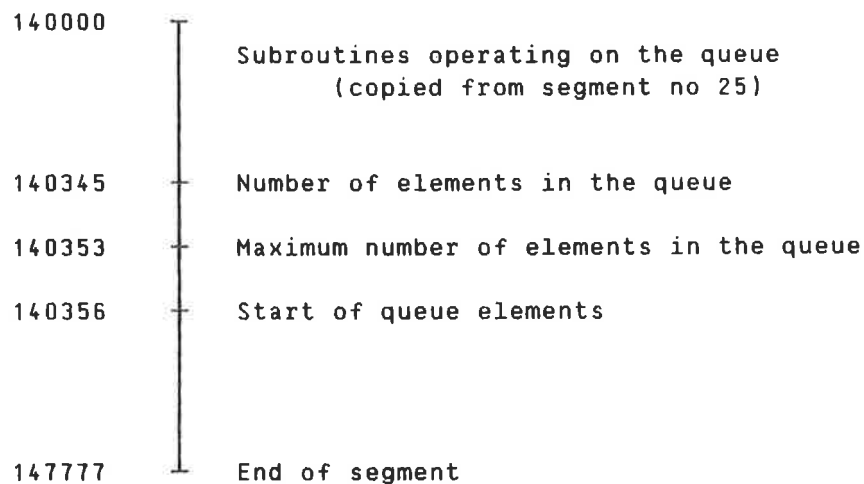 140000
Subroutines operating on the queue
(copied from segment no 25)
140345 Number of elements in the queue
140353 Maximum number of elements in the queue
140356 Start of queue elements
147777 End of segment